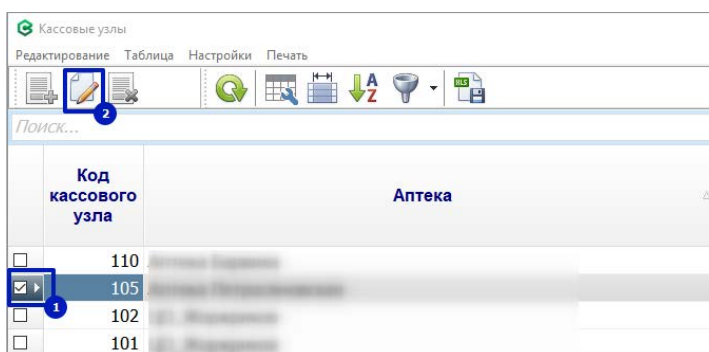 Кассовые узлы
Редактирование Таблица Настройки Печать
2
Поиск...
Код кассового узла
Аптека
110
105
1
102
101